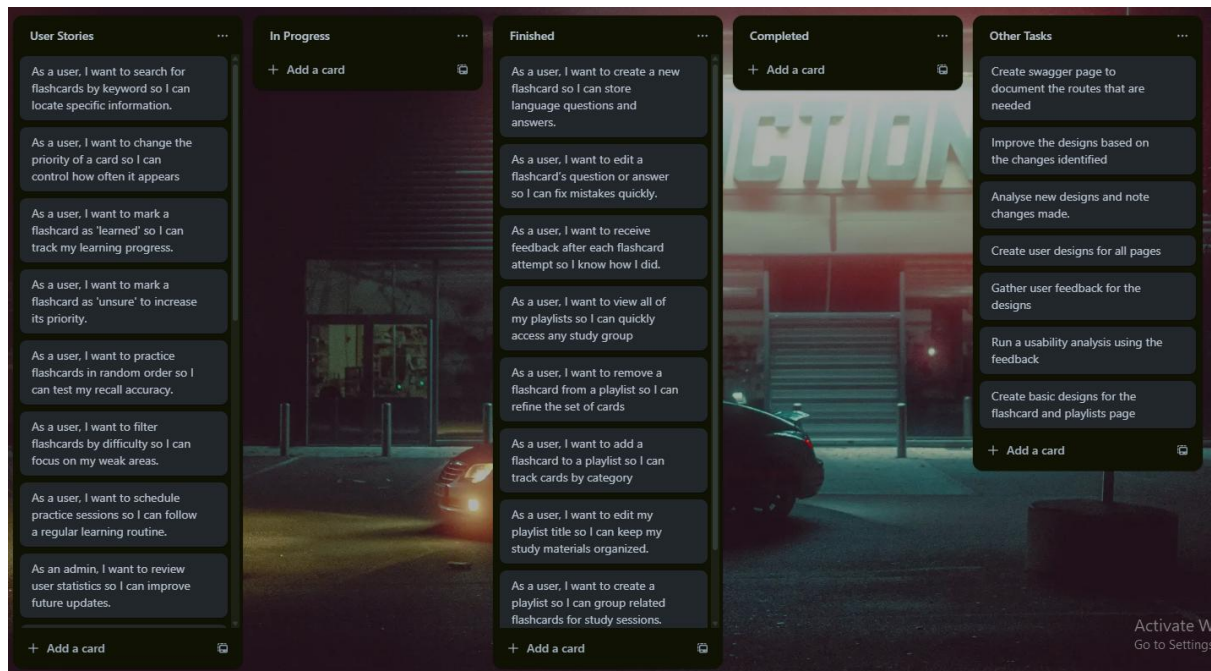 User Stories
As a user, I want to search for
flashcards by keyword so I can
locate specific information.
As a user, I want to change the
priority of a card so I can
control how often it appears
As a user, I want to mark a
flashcard as 'learned' so I can
track my learning progress.
As a user, I want to mark a
flashcard as 'unsure' to increase
its priority.
As a user, I want to practice
flashcards in random order so I
can test my recall accuracy.
As a user, I want to filter
flashcards by difficulty so I can
focus on my weak areas.
As a user, I want to schedule
practice sessions so I can follow
a regular learning routine.
As an admin, I want to review
user statistics so I can improve
future updates.
+ Add a card
In Progress
+ Add a card
Finished
As a user, I want to create a new
flashcard so I can store
language questions and
answers.
As a user, I want to edit a
flashcard's question or answer
so I can fix mistakes quickly.
As a user, I want to receive
feedback after each flashcard
attempt so I know how I did.
As a user, I want to view all of
my playlists so I can quickly
access any study group
As a user, I want to remove a
flashcard from a playlist so I can
refine the set of cards
As a user, I want to add a
flashcard to a playlist so I can
track cards by category
As a user, I want to edit my
playlist title so I can keep my
study materials organized.
As a user, I want to create a
playlist so I can group related
flashcards for study sessions.
+ Add a card
Completed
+ Add a card
CTION
Other Tasks
Create swagger page to
document the routes that are
needed
Improve the designs based on
the changes identified
Analyse new designs and note
changes made.
Create user designs for all pages
Gather user feedback for the
designs
Run a usability analysis using the
feedback
Create basic designs for the
flashcard and playlists page
+ Add a card
Activate W
Go to Settings